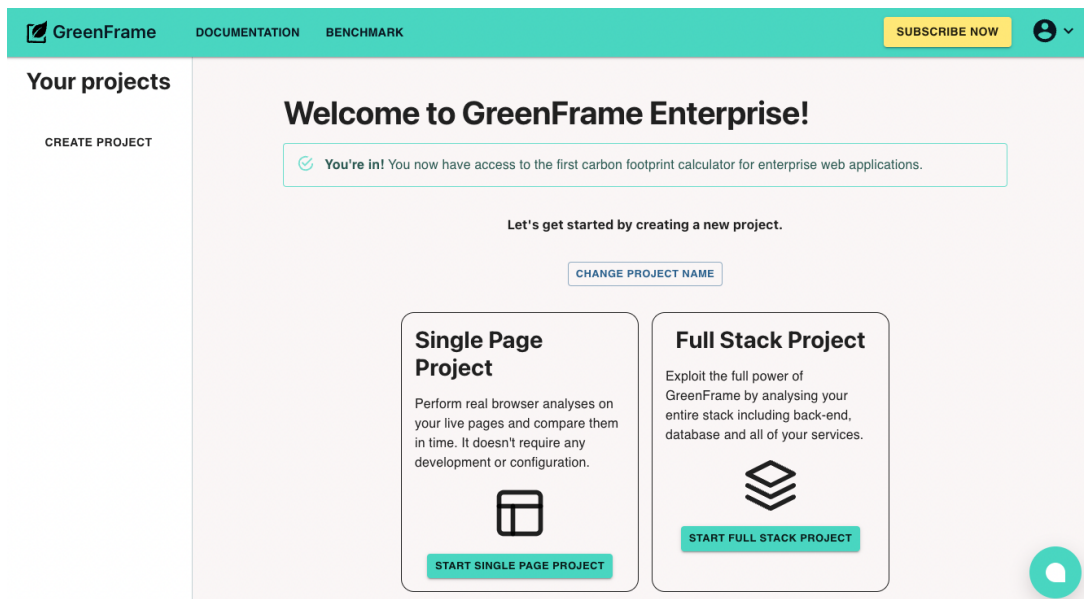 GreenFrame
DOCUMENTATION
BENCHMARK
SUBSCRIBE NOW
Your projects
CREATE PROJECT
Welcome to GreenFrame Enterprise!
You're in! You now have access to the first carbon footprint calculator for enterprise web applications.
Let's get started by creating a new project.
CHANGE PROJECT NAME
Single Page
Project
Perform real browser analyses on
your live pages and compare them
in time. It doesn't require any
development or configuration.
START SINGLE PAGE PROJECT
Full Stack Project
Exploit the full power of
GreenFrame by analysing your
entire stack including back-end,
database and all of your services.
START FULL STACK PROJECT